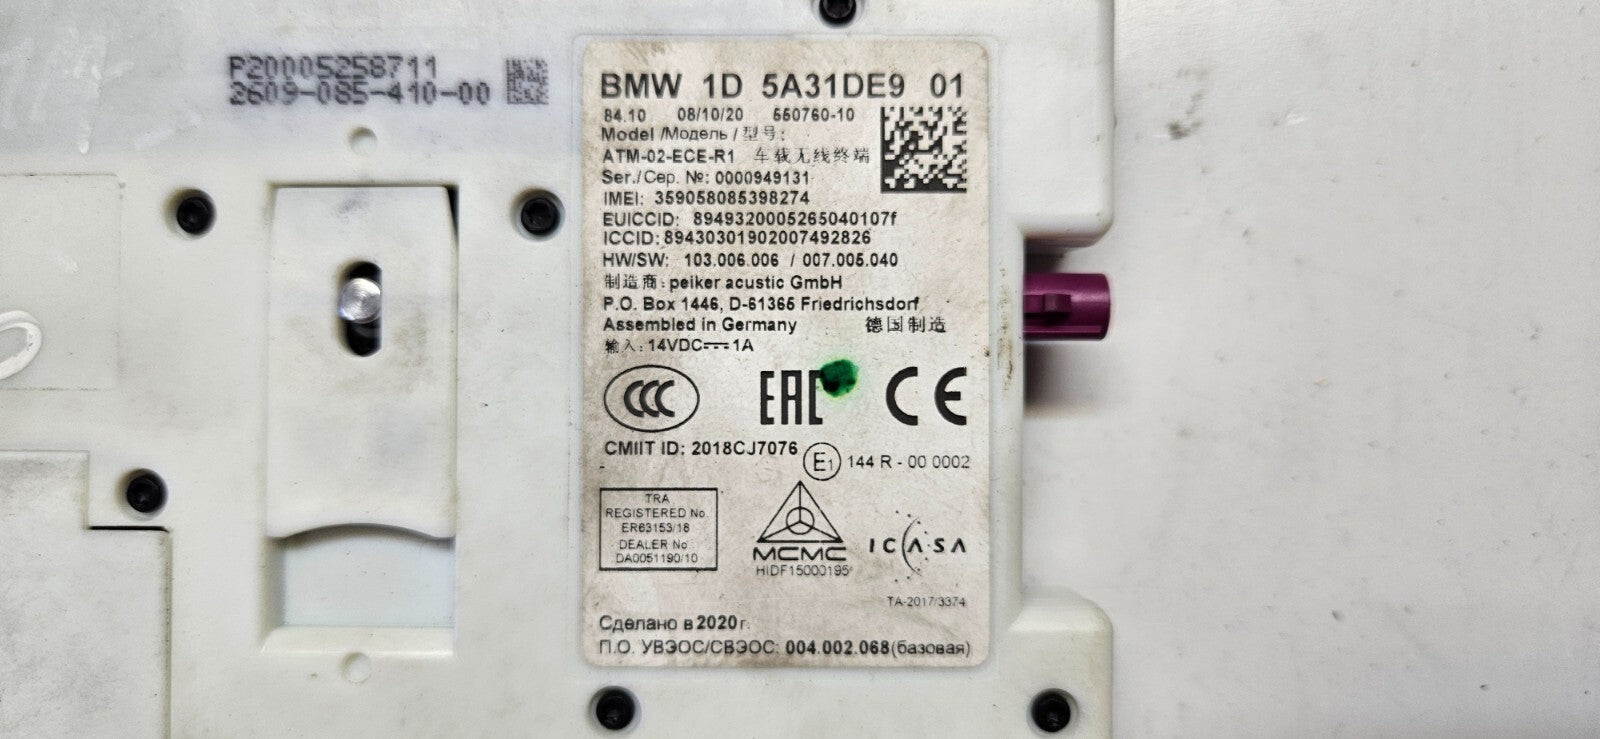 P20005258711
2609-085-410-00
BMW 1D 5A31DE9 01
84.10 08/10/20 550760-10
Model /Модель / 型号:
ATM-02-ECE-R1 车载无线终端
Ser./Сер. №: 0000949131
IMEI: 359058085398274
EUICCID: 8949320005265040107f
ICCID: 89430301902007492826
HW/SW: 103.006.006 / 007.005.040
制造商: peiker acustic GmbH
P.O. Box 1446, D-61365 Friedrichsdorf
Assembled in Germany 德国制造
输入: 14VDC⎓1A
CCC EAC CE
CMIIT ID: 2018CJ7076 E1 144 R - 00 0002
TRA
REGISTERED No.
ER63153/18
DEALER No.
DA0051190/10
MCMC
HIDF15000195
ICASA
TA-2017/3374
Сделано в 2020г.
П.О. УВЭОС/СВЭОС: 004.002.068(базовая)